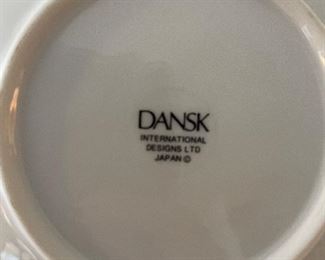 DANSK
INTERNATIONAL
DESIGNS LTD
JAPAN ©